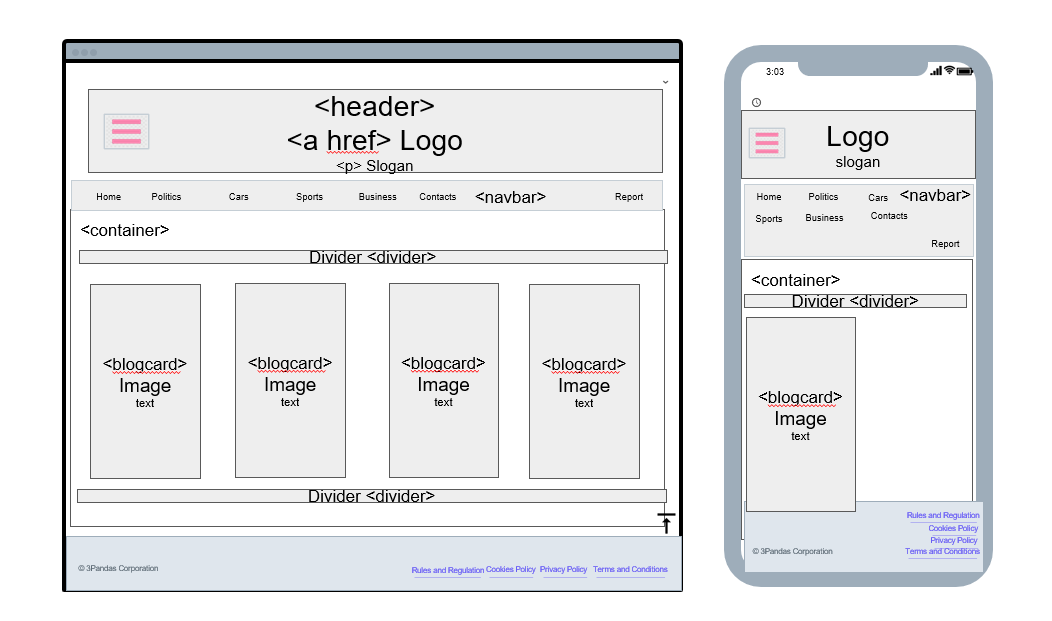 <header>
<a href> Logo
<p> Slogan
Home Politics Cars Sports Business Contacts <navbar> Report
<container>
Divider <divider>
<blogcard> <blogcard> <blogcard> <blogcard>
Image Image Image Image
text text text text
Divider <divider>
© 3Pandas Corporation Rules and Regulation Cookies Policy Privacy Policy Terms and Conditions
3:03
Logo
slogan
Home Politics Cars <navbar>
Sports Business Contacts
Report
<container>
Divider <divider>
<blogcard>
Image
text
Rules and Regulation
Cookies Policy
Privacy Policy
© 3Pandas Corporation Terms and Conditions